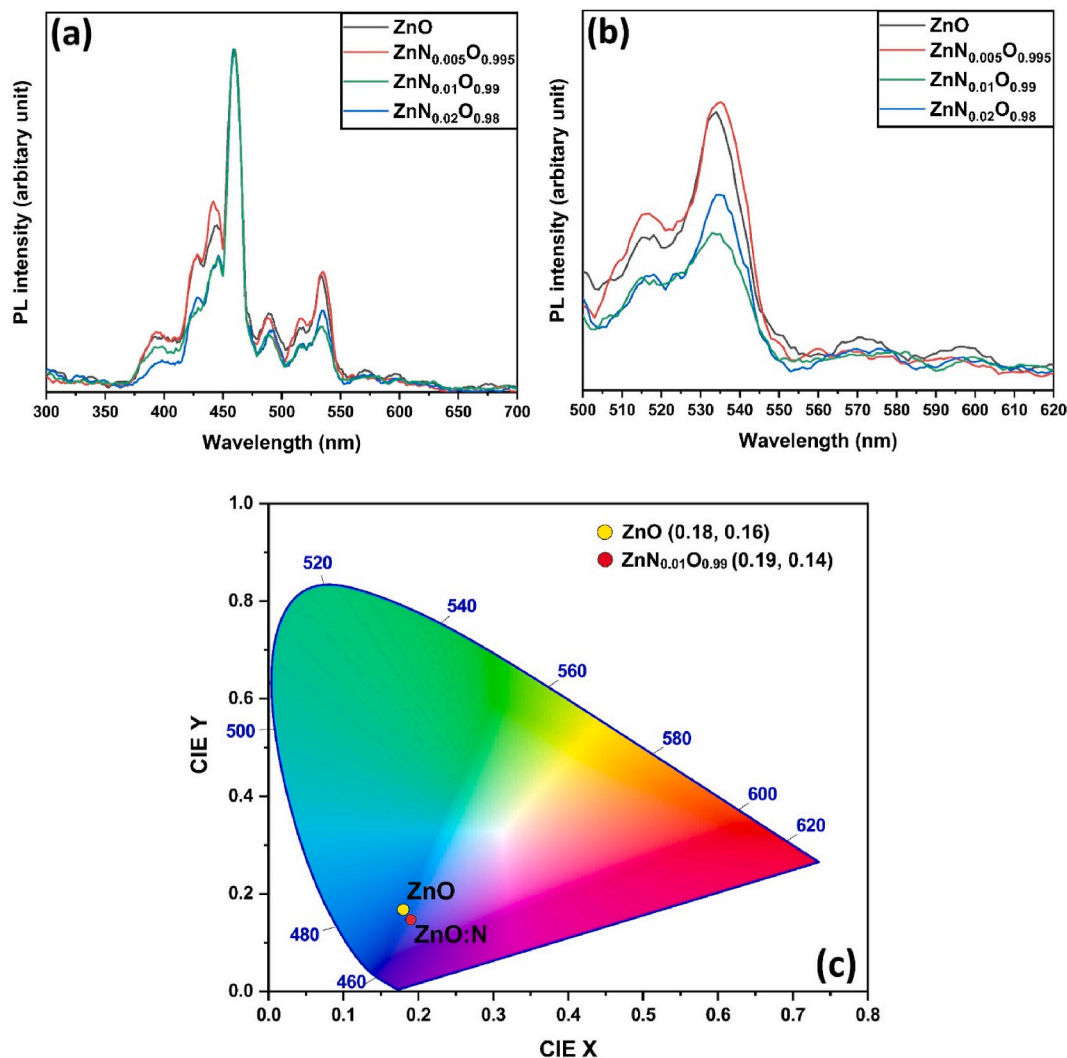 (a)
ZnO
ZnN0.005O0.995
ZnN0.01O0.99
ZnN0.02O0.98
PL intensity (arbitary unit)
300 350 400 450 500 550 600 650 700
Wavelength (nm)
(b)
ZnO
ZnN0.005O0.995
ZnN0.01O0.99
ZnN0.02O0.98
PL intensity (arbitary unit)
500 510 520 530 540 550 560 570 580 590 600 610 620
Wavelength (nm)
1.0
0.8
0.6
0.4
0.2
0.0
CIE Y
ZnO (0.18, 0.16)
ZnN0.01O0.99 (0.19, 0.14)
520
540
560
500
580
600
620
ZnO
ZnO:N
480
460
(c)
0.0 0.1 0.2 0.3 0.4 0.5 0.6 0.7 0.8
CIE X